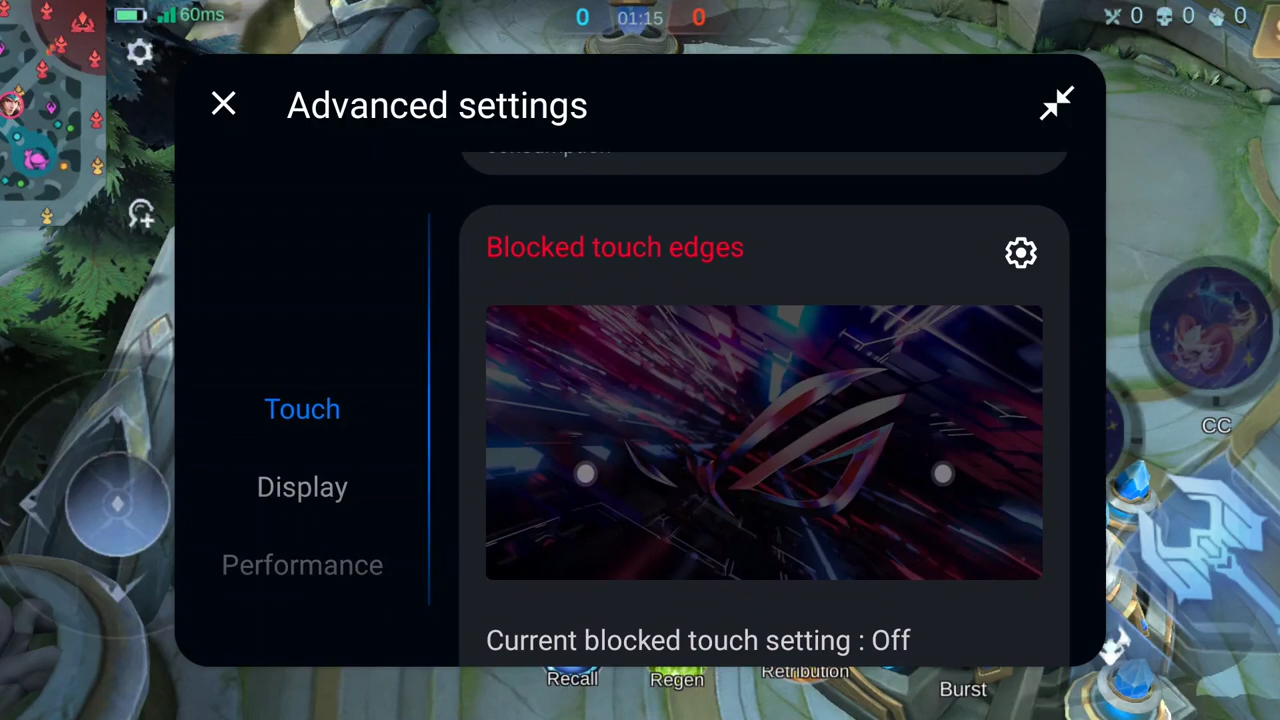 60ms
0 01:15 0
0 0 0
Advanced settings
consumption
Blocked touch edges
Touch
Display
Performance
CC
Current blocked touch setting : Off
Recall
Regen
Retribution
Burst